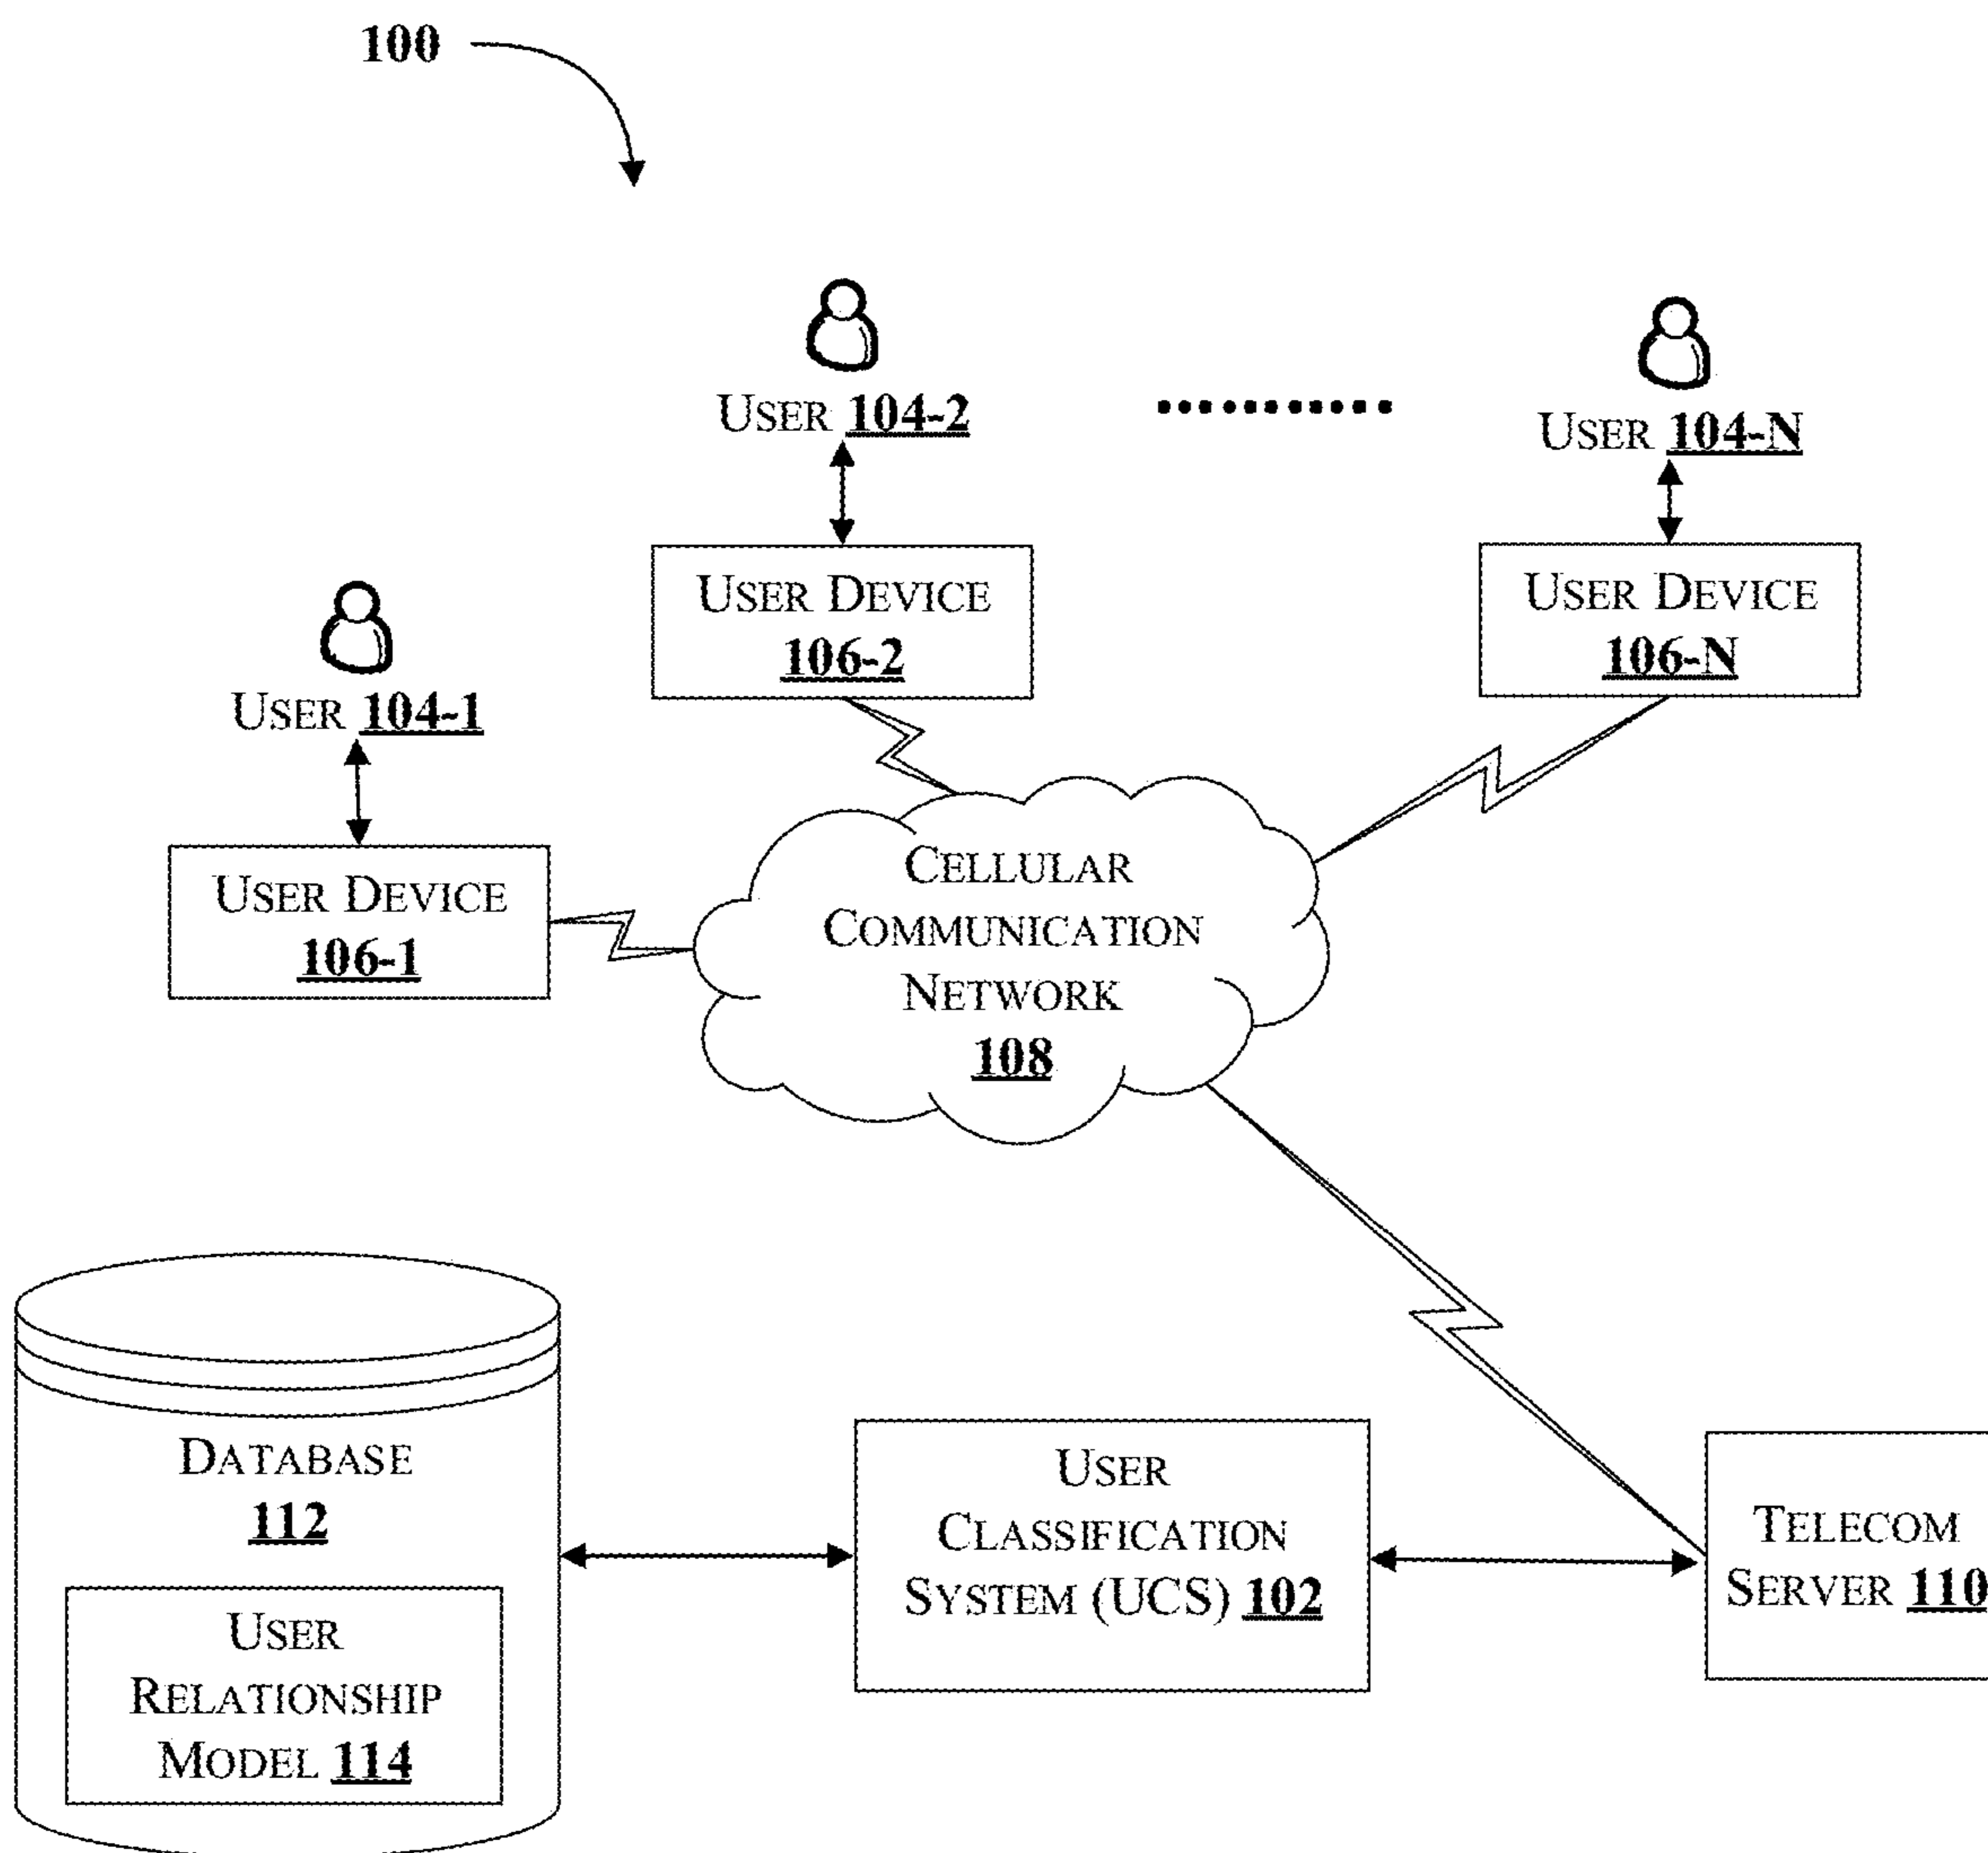 100
USER 104-2
USER 104-N
USER DEVICE
106-2
USER DEVICE
106-N
USER 104-1
USER DEVICE
106-1
CELLULAR
COMMUNICATION
NETWORK
108
DATABASE
112
USER
RELATIONSHIP
MODEL 114
USER
CLASSIFICATION
SYSTEM (UCS) 102
TELECOM
SERVER 110